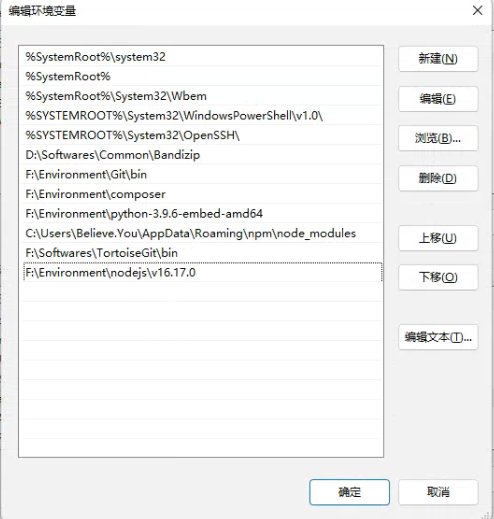 编辑环境变量
%SystemRoot%\system32
%SystemRoot%
%SystemRoot%\System32\Wbem
%SYSTEMROOT%\System32\WindowsPowerShell\v1.0\
%SYSTEMROOT%\System32\OpenSSH\
D:\Softwares\Common\Bandizip
F:\Environment\Git\bin
F:\Environment\composer
F:\Environment\python-3.9.6-embed-amd64
C:\Users\Believe.You\AppData\Roaming\npm\node_modules
F:\Softwares\TortoiseGit\bin
F:\Environment\nodejs\v16.17.0
新建(N)
编辑(E)
浏览(B)...
删除(D)
上移(U)
下移(O)
编辑文本(T)...
确定
取消